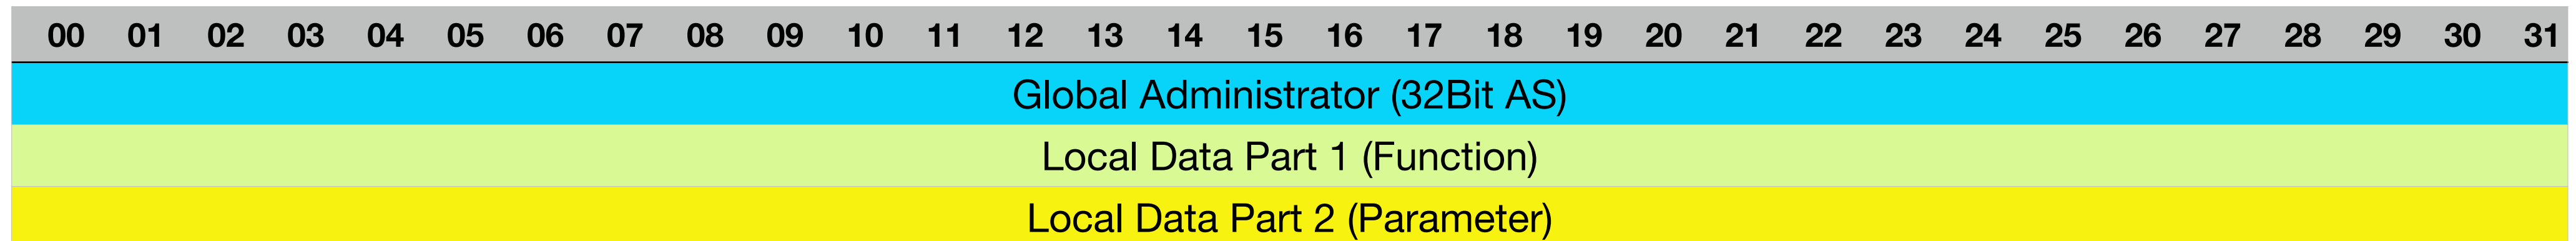 00 01 02 03 04 05 06 07 08 09 10 11 12 13 14 15 16 17 18 19 20 21 22 23 24 25 26 27 28 29 30 31
Global Administrator (32Bit AS)
Local Data Part 1 (Function)
Local Data Part 2 (Parameter)